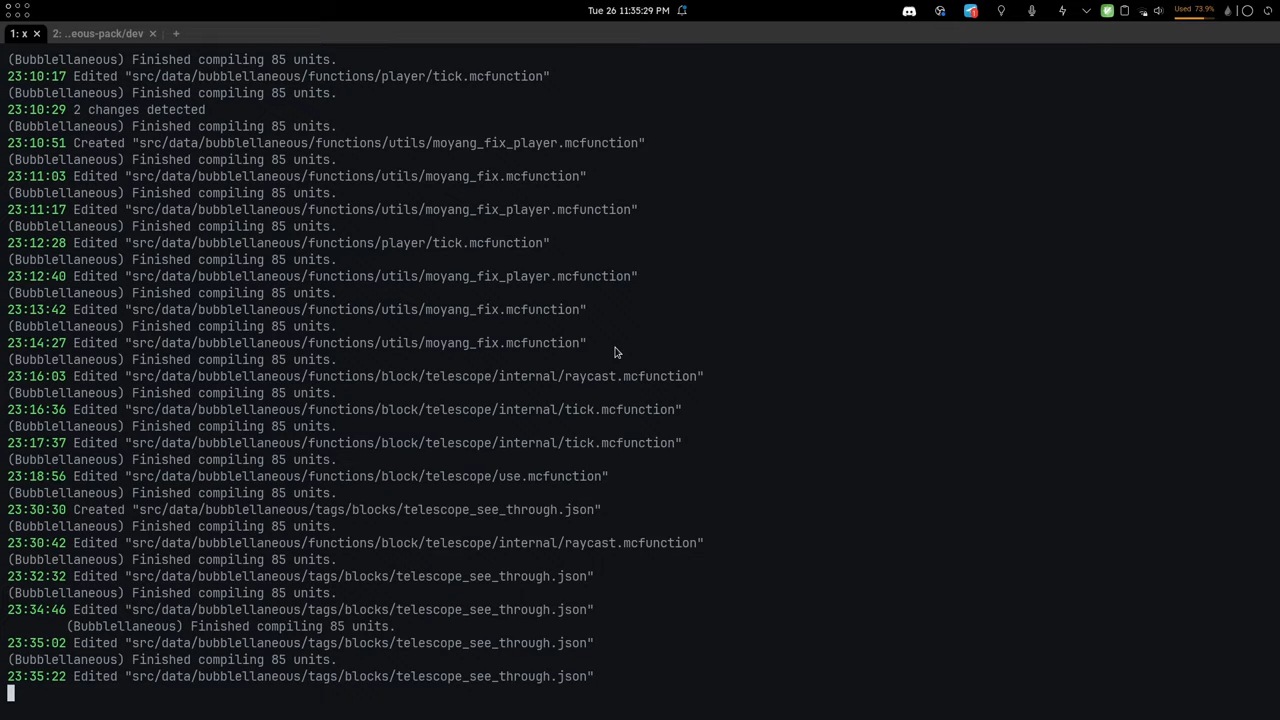 Tue 26 11:35:29 PM
Used 73.9%
1: x × 2: ..eous-pack/dev × +
(Bubblellaneous) Finished compiling 85 units.
23:10:17 Edited "src/data/bubblellaneous/functions/player/tick.mcfunction"
(Bubblellaneous) Finished compiling 85 units.
23:10:29 2 changes detected
(Bubblellaneous) Finished compiling 85 units.
23:10:51 Created "src/data/bubblellaneous/functions/utils/moyang_fix_player.mcfunction"
(Bubblellaneous) Finished compiling 85 units.
23:11:03 Edited "src/data/bubblellaneous/functions/utils/moyang_fix.mcfunction"
(Bubblellaneous) Finished compiling 85 units.
23:11:17 Edited "src/data/bubblellaneous/functions/utils/moyang_fix_player.mcfunction"
(Bubblellaneous) Finished compiling 85 units.
23:12:28 Edited "src/data/bubblellaneous/functions/player/tick.mcfunction"
(Bubblellaneous) Finished compiling 85 units.
23:12:40 Edited "src/data/bubblellaneous/functions/utils/moyang_fix_player.mcfunction"
(Bubblellaneous) Finished compiling 85 units.
23:13:42 Edited "src/data/bubblellaneous/functions/utils/moyang_fix.mcfunction"
(Bubblellaneous) Finished compiling 85 units.
23:14:27 Edited "src/data/bubblellaneous/functions/utils/moyang_fix.mcfunction"
(Bubblellaneous) Finished compiling 85 units.
23:16:03 Edited "src/data/bubblellaneous/functions/block/telescope/internal/raycast.mcfunction"
(Bubblellaneous) Finished compiling 85 units.
23:16:36 Edited "src/data/bubblellaneous/functions/block/telescope/internal/tick.mcfunction"
(Bubblellaneous) Finished compiling 85 units.
23:17:37 Edited "src/data/bubblellaneous/functions/block/telescope/internal/tick.mcfunction"
(Bubblellaneous) Finished compiling 85 units.
23:18:56 Edited "src/data/bubblellaneous/functions/block/telescope/use.mcfunction"
(Bubblellaneous) Finished compiling 85 units.
23:30:30 Created "src/data/bubblellaneous/tags/blocks/telescope_see_through.json"
(Bubblellaneous) Finished compiling 85 units.
23:30:42 Edited "src/data/bubblellaneous/functions/block/telescope/internal/raycast.mcfunction"
(Bubblellaneous) Finished compiling 85 units.
23:32:32 Edited "src/data/bubblellaneous/tags/blocks/telescope_see_through.json"
(Bubblellaneous) Finished compiling 85 units.
23:34:46 Edited "src/data/bubblellaneous/tags/blocks/telescope_see_through.json"
(Bubblellaneous) Finished compiling 85 units.
23:35:02 Edited "src/data/bubblellaneous/tags/blocks/telescope_see_through.json"
(Bubblellaneous) Finished compiling 85 units.
23:35:22 Edited "src/data/bubblellaneous/tags/blocks/telescope_see_through.json"